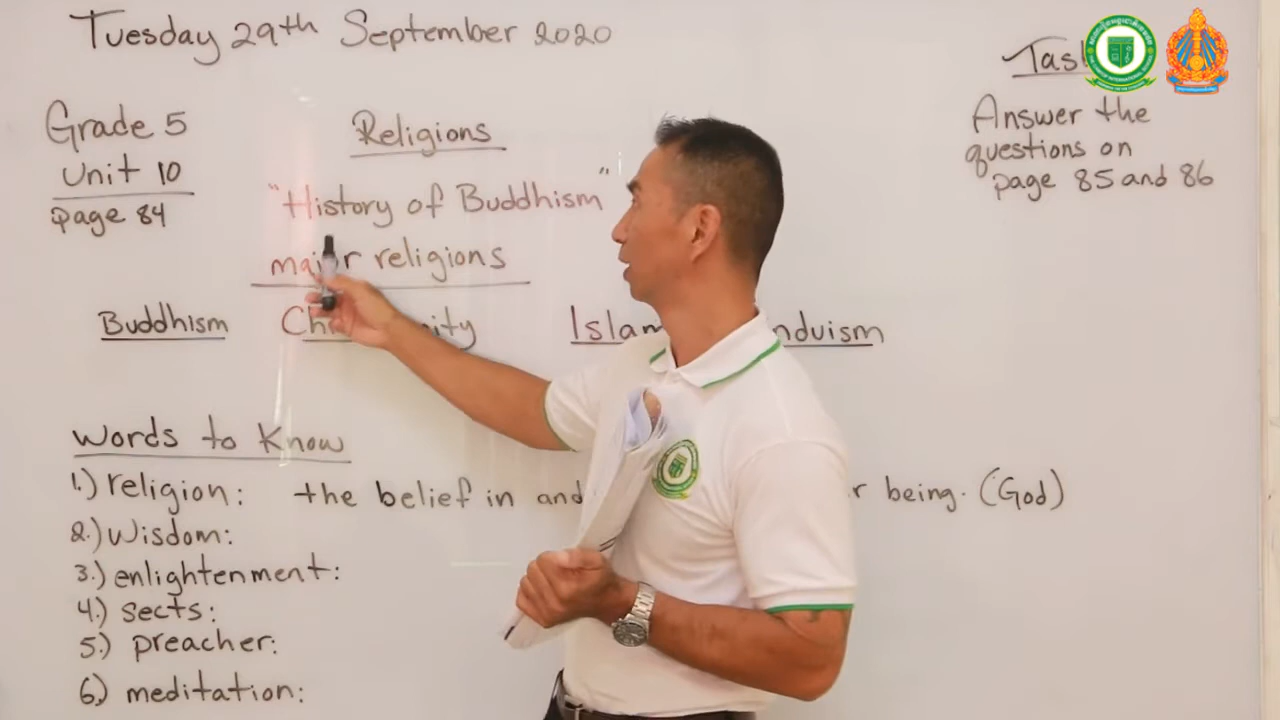 Tuesday 29th September 2020
Grade 5
Unit 10
page 84
Religions
"History of Buddhism"
major religions
Buddhism
Answer the
questions on
page 85 and 86
Words to Know
1.) religion: the belief in and being. (God)
2.) Wisdom:
3.) enlightenment:
4.) sects:
5.) preacher:
6.) meditation: